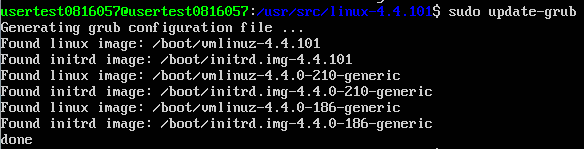 usertest0816057@usertest0816057:/usr/src/linux-4.4.101$ sudo update-grub
Generating grub configuration file ...
Found linux image: /boot/vmlinuz-4.4.101
Found initrd image: /boot/initrd.img-4.4.101
Found linux image: /boot/vmlinuz-4.4.0-210-generic
Found initrd image: /boot/initrd.img-4.4.0-210-generic
Found linux image: /boot/vmlinuz-4.4.0-186-generic
Found initrd image: /boot/initrd.img-4.4.0-186-generic
done